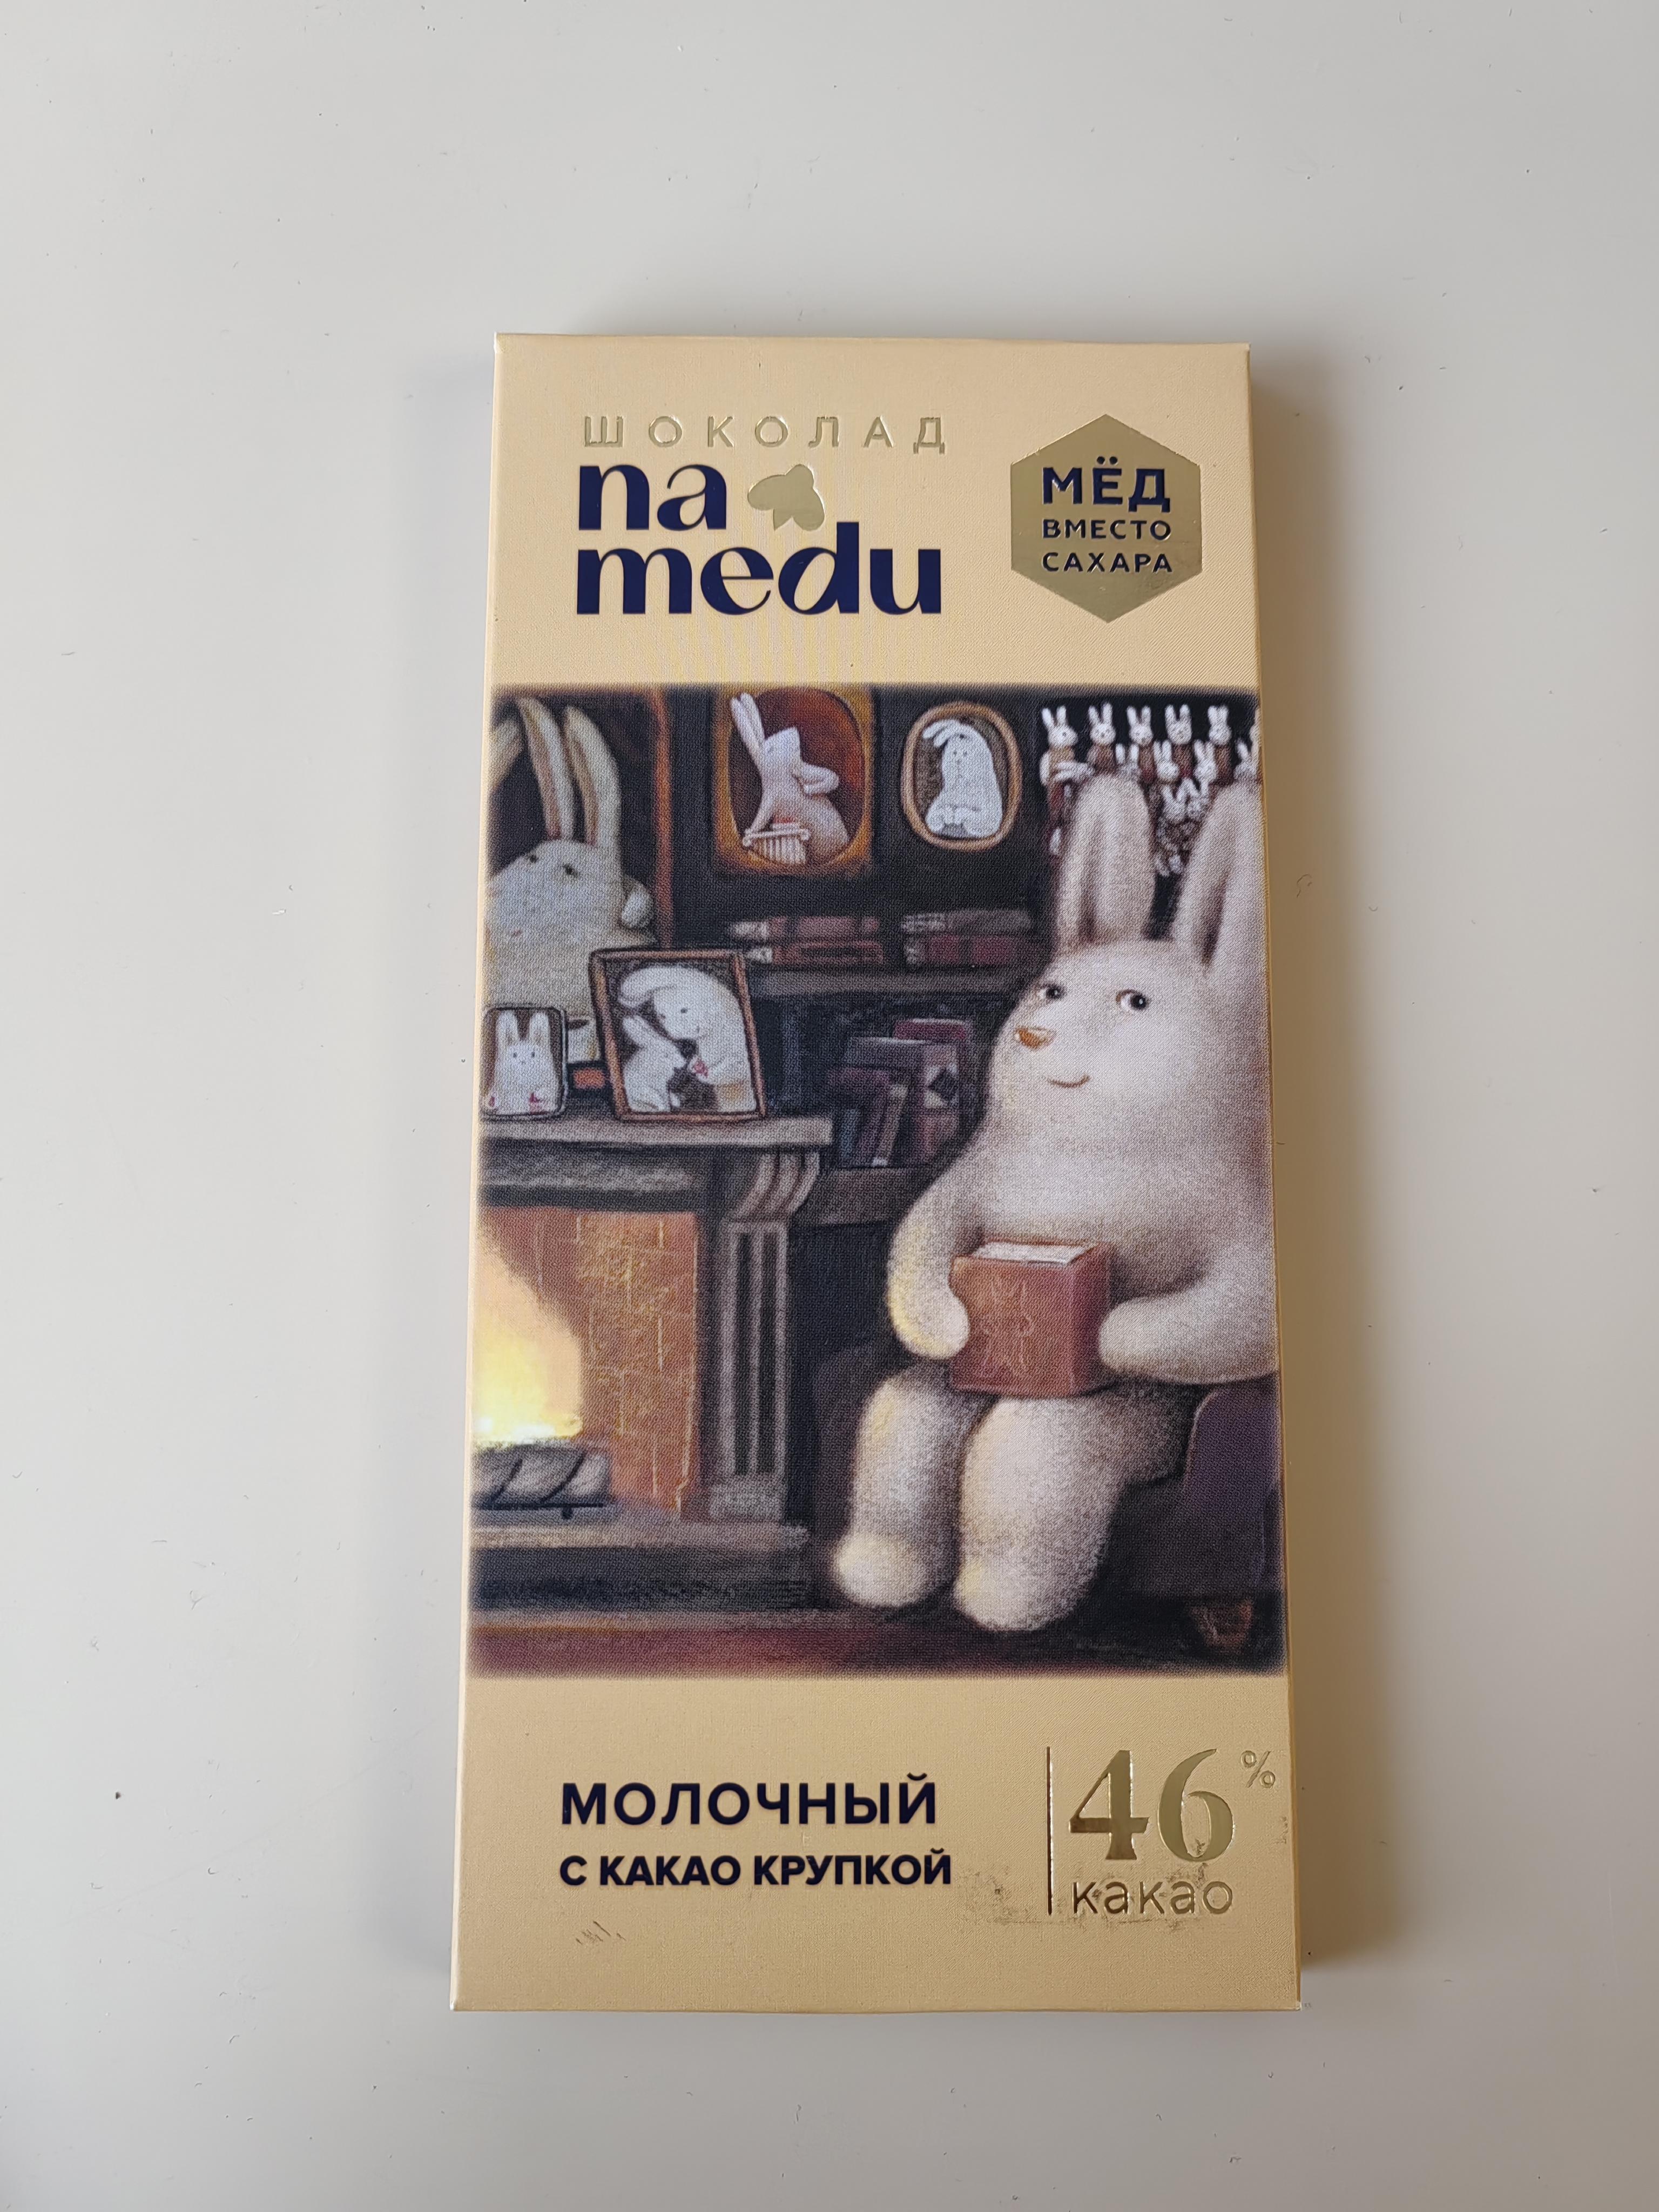 ШОКОЛАД
na
medu
МЁД
ВМЕСТО
САХАРА
МОЛОЧНЫЙ
С КАКАО КРУПКОЙ
46%
какао